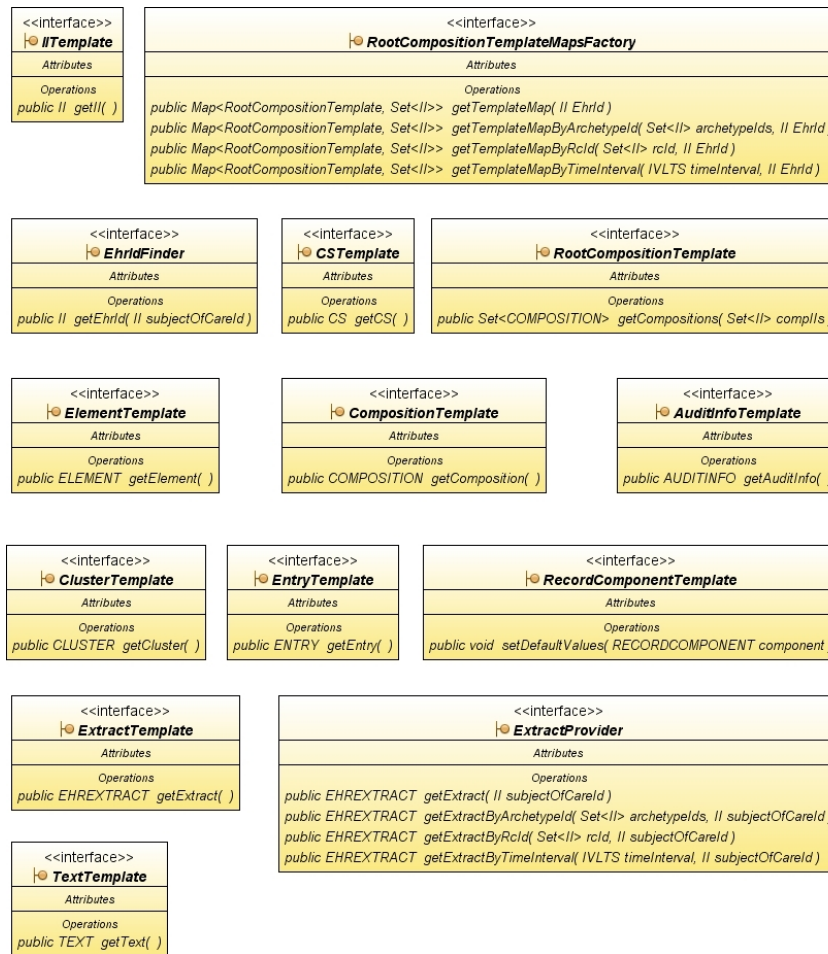 <<interface>>
IITemplate
Attributes
Operations
public II getII( )
<<interface>>
RootCompositionTemplateMapsFactory
Attributes
Operations
public Map<RootCompositionTemplate, Set<II>> getTemplateMap( II EhrId )
public Map<RootCompositionTemplate, Set<II>> getTemplateMapByArchetypeId( Set<II> archetypeIds, II EhrId )
public Map<RootCompositionTemplate, Set<II>> getTemplateMapByRcId( Set<II> rcId, II EhrId )
public Map<RootCompositionTemplate, Set<II>> getTemplateMapByTimeInterval( IVLTS timeInterval, II EhrId )
<<interface>>
EhrIdFinder
Attributes
Operations
public II getEhrId( II subjectOfCareId )
<<interface>>
CSTemplate
Attributes
Operations
public CS getCS( )
<<interface>>
RootCompositionTemplate
Attributes
Operations
public Set<COMPOSITION> getCompositions( Set<II> compIIs
<<interface>>
ElementTemplate
Attributes
Operations
public ELEMENT getElement( )
<<interface>>
CompositionTemplate
Attributes
Operations
public COMPOSITION getComposition( )
<<interface>>
AuditInfoTemplate
Attributes
Operations
public AUDITINFO getAuditInfo(
<<interface>>
ClusterTemplate
Attributes
Operations
public CLUSTER getCluster( )
<<interface>>
EntryTemplate
Attributes
Operations
public ENTRY getEntry( )
<<interface>>
RecordComponentTemplate
Attributes
Operations
public void setDefaultValues( RECORDCOMPONENT component )
<<interface>>
ExtractTemplate
Attributes
Operations
public EHREXTRACT getExtract( )
<<interface>>
ExtractProvider
Attributes
Operations
public EHREXTRACT getExtract( II subjectOfCareId )
public EHREXTRACT getExtractByArchetypeId( Set<II> archetypeIds, II subjectOfCareId )
public EHREXTRACT getExtractByRcId( Set<II> rcId, II subjectOfCareId )
public EHREXTRACT getExtractByTimeInterval( IVLTS timeInterval, II subjectOfCareId )
<<interface>>
TextTemplate
Attributes
Operations
public TEXT getText( )